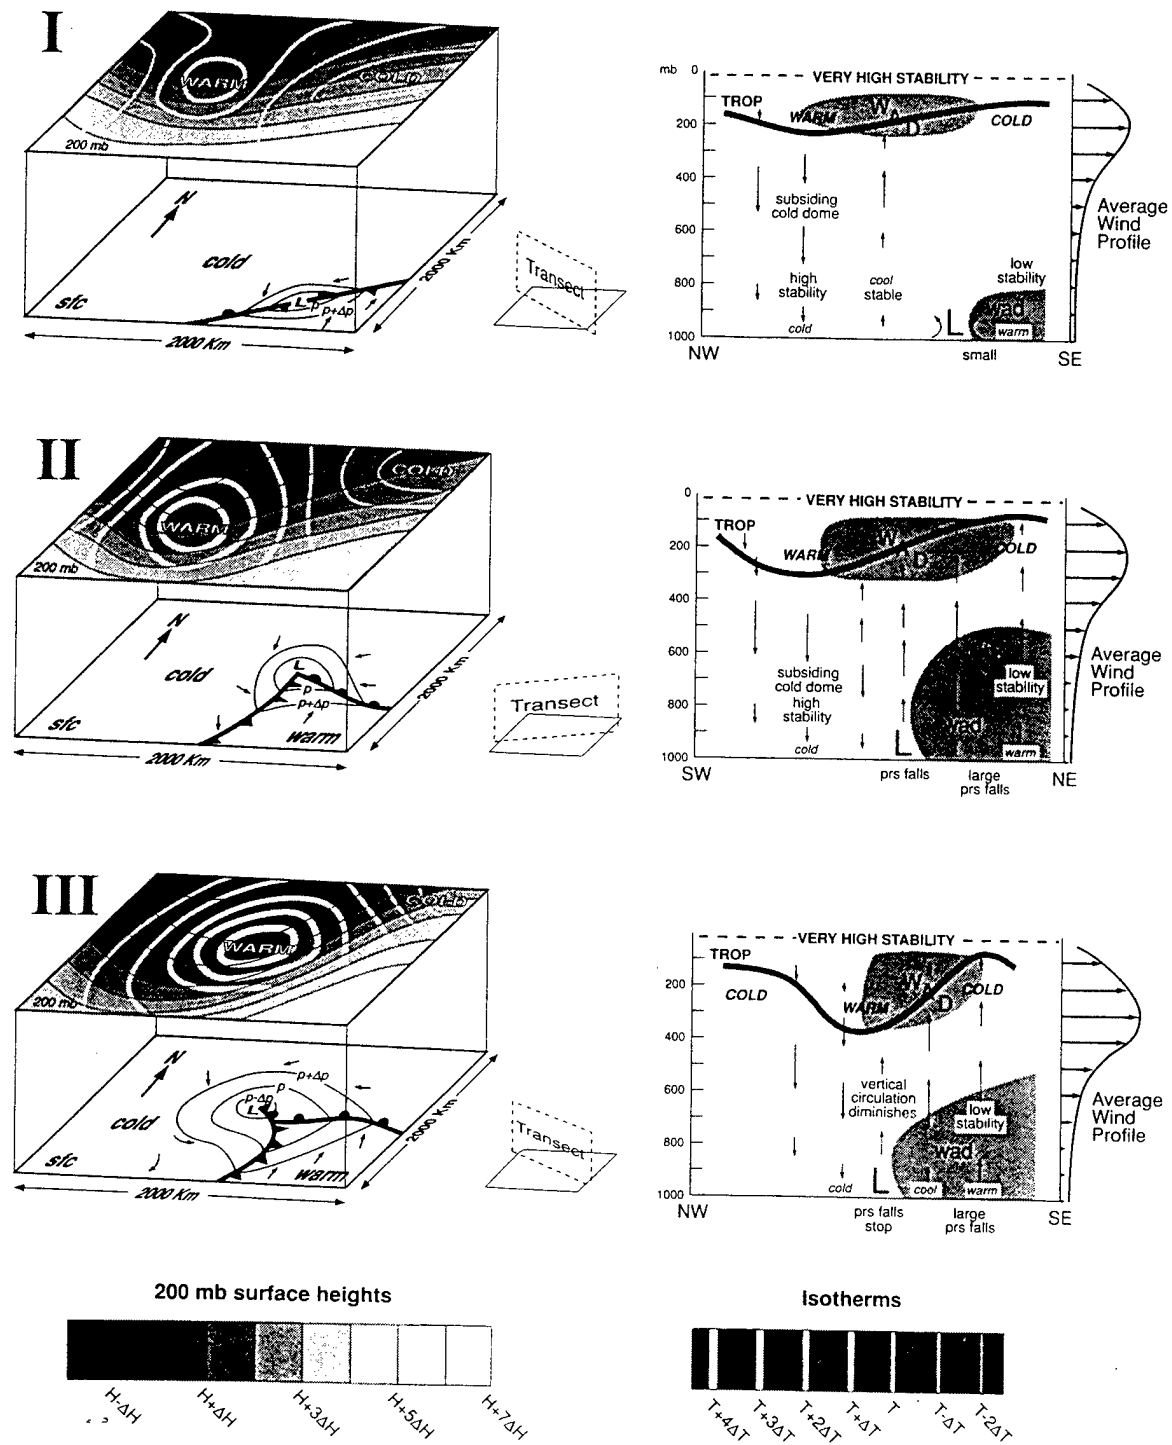 I
WARM
COLD
200 mb
N
cold
sfc
L
p
p+Δp
2000 Km
2000 Km
Transect
mb
0
200
400
600
800
1000
VERY HIGH STABILITY
TROP
WARM
WAD
COLD
subsiding
cold dome
high
stability
cold
cool
stable
low
stability
L
wad
warm
small
NW
SE
Average
Wind
Profile
II
WARM
COLD
200 mb
N
cold
sfc
L
p
p+Δp
warm
2000 Km
2000 Km
Transect
0
200
400
600
800
1000
VERY HIGH STABILITY
TROP
WARM
WAD
COLD
subsiding
cold dome
high
stability
cold
low
stability
L
wad
warm
SW
prs falls
large
prs falls
NE
Average
Wind
Profile
III
WARM
COLD
200 mb
N
cold
sfc
p+Δp
p
p-Δp
L
warm
2000 Km
2000 Km
Transect
200
400
600
800
1000
VERY HIGH STABILITY
TROP
COLD
WARM
WAD
COLD
vertical
circulation
diminishes
low
stability
wad
cold
L
cool
warm
NW
prs falls
stop
large
prs falls
SE
Average
Wind
Profile
200 mb surface heights
H-ΔH
H+ΔH
H+3ΔH
H+5ΔH
H+7ΔH
Isotherms
T+4ΔT
T+3ΔT
T+2ΔT
T+ΔT
T
T-ΔT
T-2ΔT